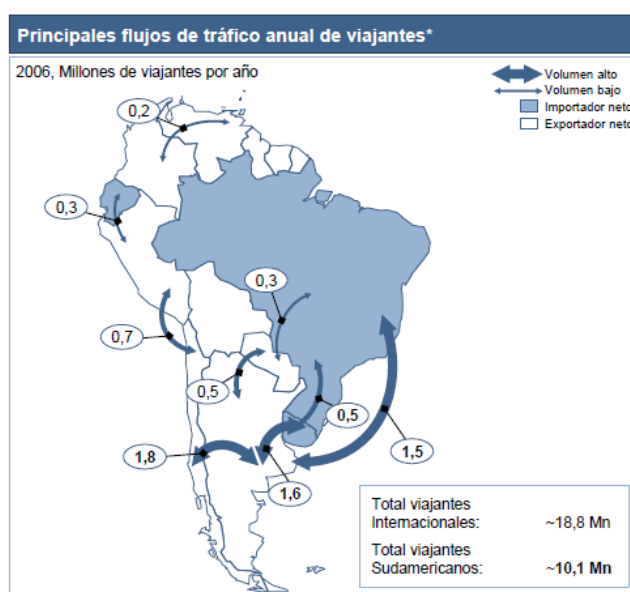 Principales flujos de tráfico anual de viajantes*
2006, Millones de viajantes por año
Volumen alto
Volumen bajo
Importador neto
Exportador neto
0,2
0,3
0,3
0,7
0,5
0,5
1,8
1,6
1,5
Total viajantes
Internacionales: ~18,8 Mn
Total viajantes
Sudamericanos: ~10,1 Mn